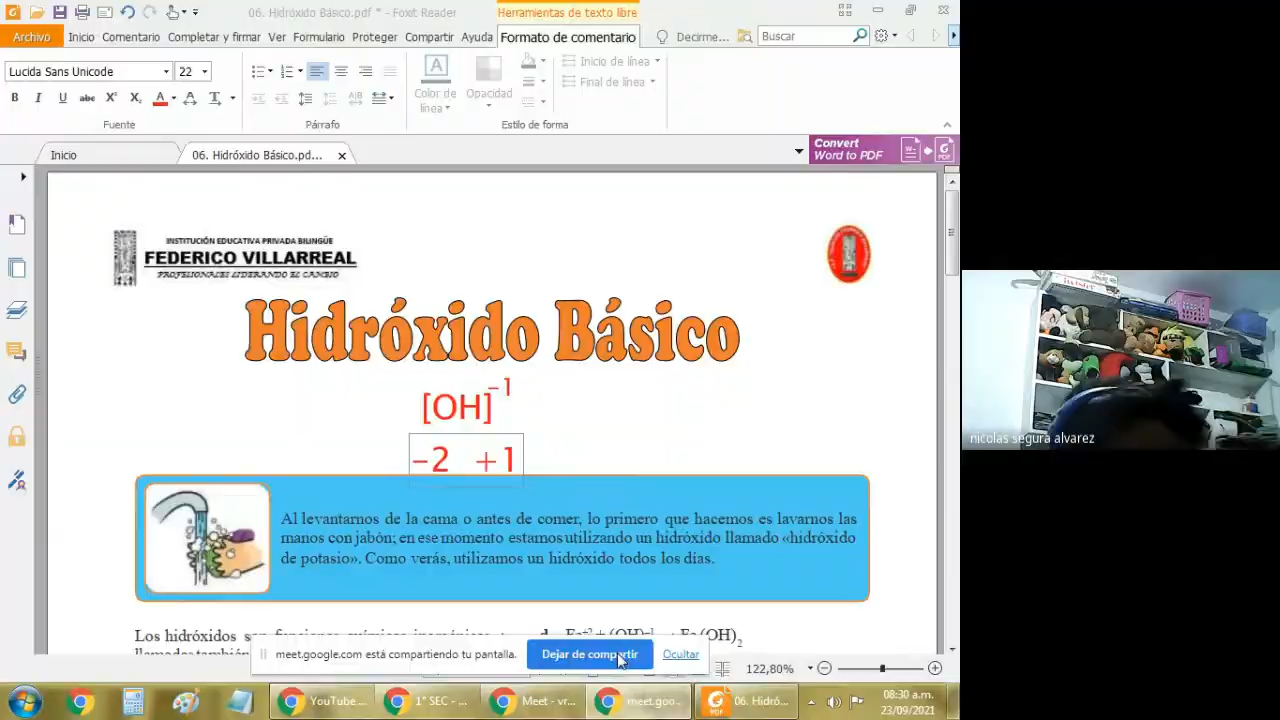 06. Hidróxido Básico.pdf * - Foxit Reader
Herramientas de texto libre
Archivo Inicio Comentario Completar y firmar Ver Formulario Proteger Compartir Ayuda Formato de comentario Decirme... Buscar
Lucida Sans Unicode 22
Inicio de línea
Final de línea
Color de línea
Opacidad
Fuente Párrafo Estilo de forma
Inicio
06. Hidróxido Básico.pd...
Convert
Word to PDF
INSTITUCIÓN EDUCATIVA PRIVADA BILINGÜE
FEDERICO VILLARREAL
PROFESIONALES LIDERANDO EL CAMBIO
Hidróxido Básico
[OH]⁻¹
−2 +1
Al levantarnos de la cama o antes de comer, lo primero que hacemos es lavarnos las
manos con jabón; en ese momento estamos utilizando un hidróxido llamado «hidróxido
de potasio». Como verás, utilizamos un hidróxido todos los días.
Los hidróxidos son funciones químicas inorgánicas
nicolas segura alvarez
meet.google.com está compartiendo tu pantalla.
Dejar de compartir
Ocultar
122,80%
YouTube ...
1° SEC - ...
Meet - vr...
meet.goo...
06. Hidró...
08:30 a.m.
23/09/2021